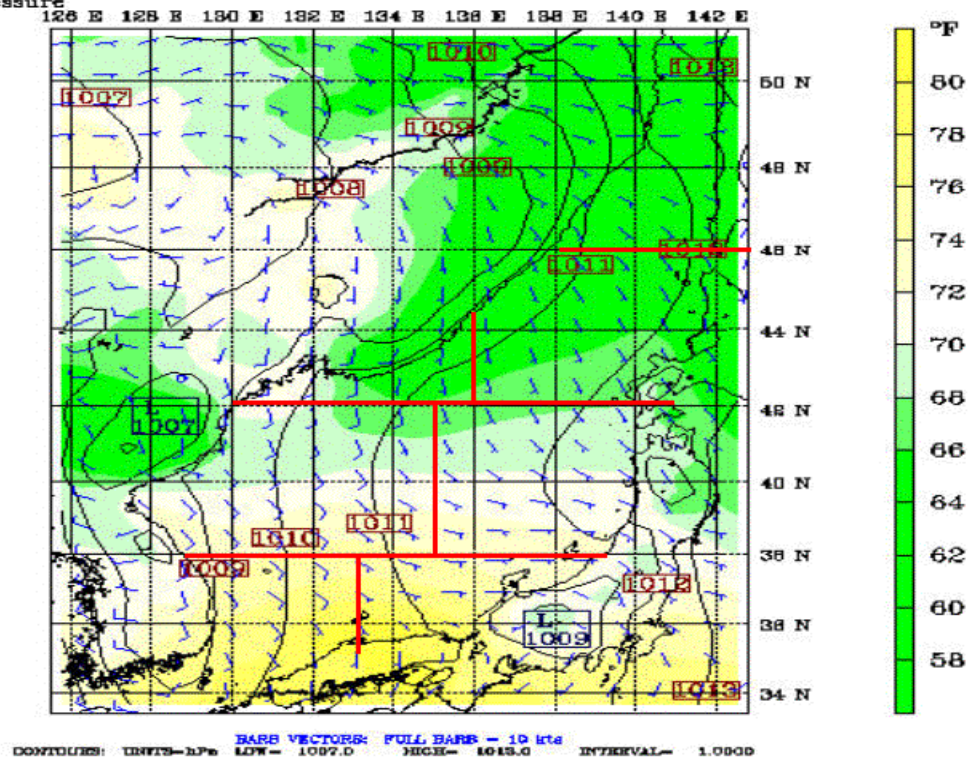 ssure
126 E 128 E 130 E 132 E 134 E 136 E 138 E 140 E 142 E
°F
1010
1013
50 N
80
1007
1009
78
1009
48 N
1008
76
1012
46 N
74
1011
72
44 N
70
42 N
68
L
1007
66
40 N
64
1011
1010
38 N
62
1009
1012
60
L
1009
36 N
58
1013
34 N
BARB VECTORS: FULL BARB = 10 kts
CONTOURS: UNITS=hPa LOW= 1007.0 HIGH= 1013.0 INTERVAL= 1.0000